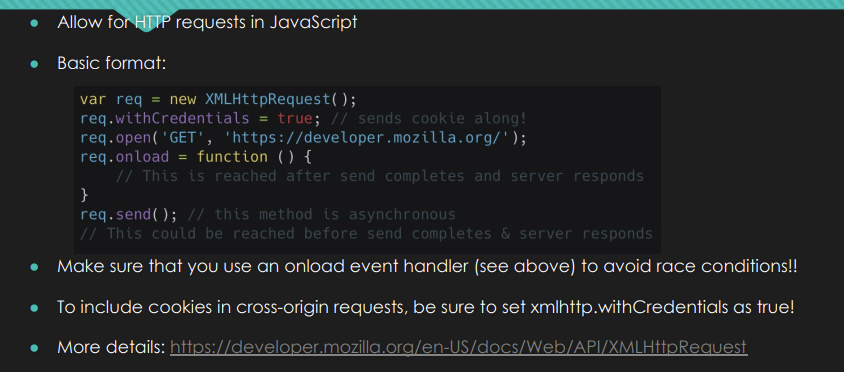 ● Allow for HTTP requests in JavaScript
● Basic format:
var req = new XMLHttpRequest();
req.withCredentials = true; // sends cookie along!
req.open('GET', 'https://developer.mozilla.org/');
req.onload = function () {
    // This is reached after send completes and server responds
}
req.send(); // this method is asynchronous
// This could be reached before send completes & server responds
● Make sure that you use an onload event handler (see above) to avoid race conditions!!
● To include cookies in cross-origin requests, be sure to set xmlhttp.withCredentials as true!
● More details: https://developer.mozilla.org/en-US/docs/Web/API/XMLHttpRequest